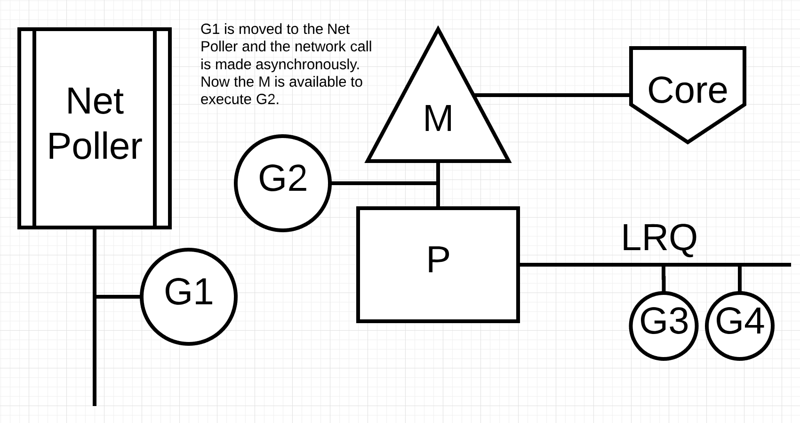 Net
Poller
G1 is moved to the Net
Poller and the network call
is made asynchronously.
Now the M is available to
execute G2.
M
Core
G2
P
LRQ
G1
G3
G4